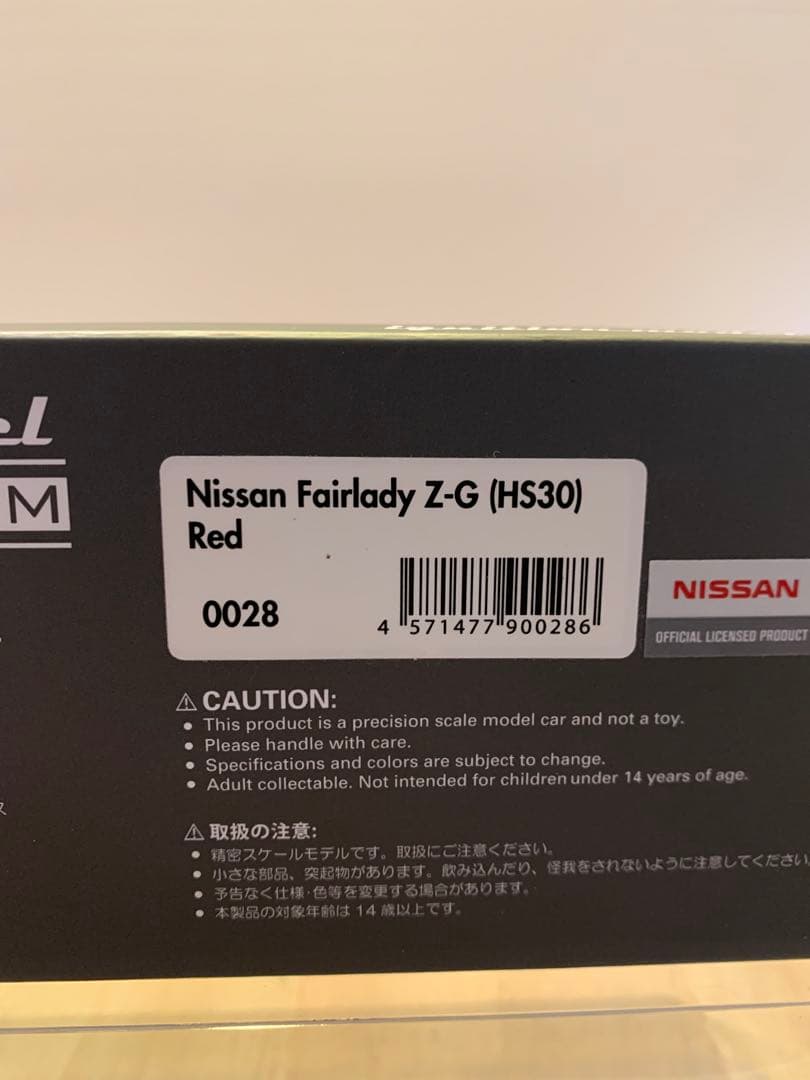 Nissan Fairlady Z-G (HS30)
Red
0028
4 571477 900286
NISSAN
OFFICIAL LICENSED PRODUCT
M
⚠ CAUTION:
● This product is a precision scale model car and not a toy.
● Please handle with care.
● Specifications and colors are subject to change.
● Adult collectable. Not intended for children under 14 years of age.
⚠ 取扱の注意:
● 精密スケールモデルです。取扱にご注意ください。
● 小さな部品、突起物があります。飲み込んだり、怪我をされないように注意してください
● 予告なく仕様・色等を変更する場合があります。
● 本製品の対象年齢は14歳以上です。